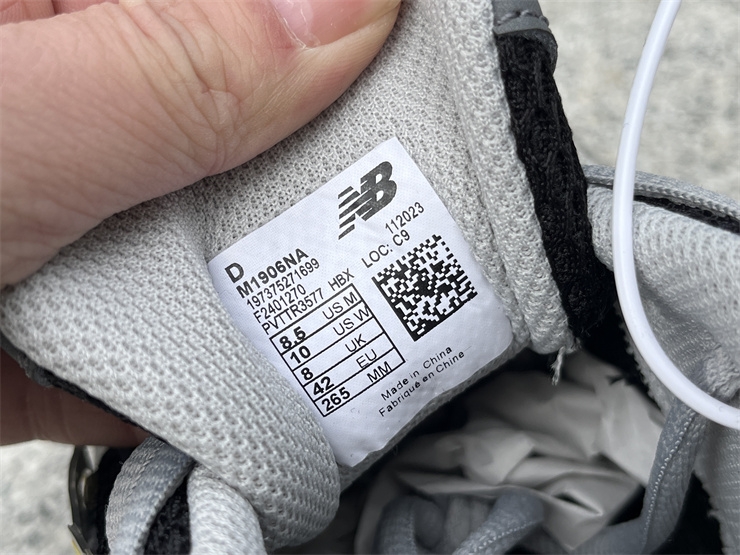 NB
D
M1906NA
197375271699
F2401270
PVTTR3577 HBX
112023
LOC: C9
8.5 US M
10 US W
8 UK
42 EU
265 MM
Made in China
Fabriqué en Chine